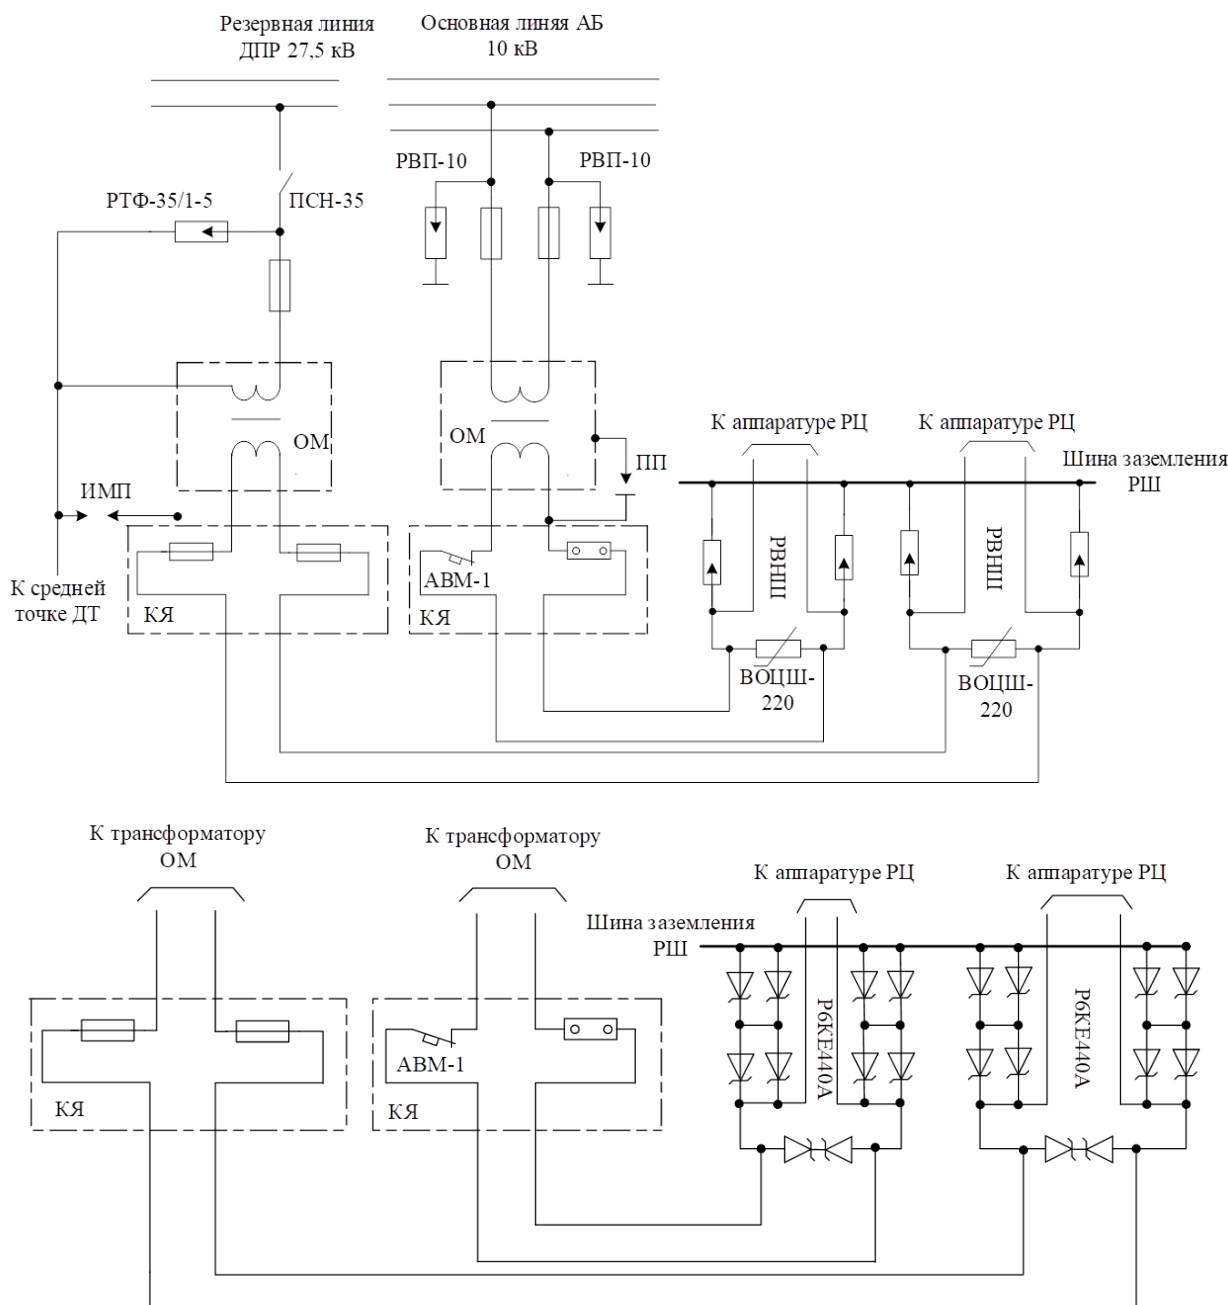 Резервная линия
ДПР 27,5 кВ
Основная линяя АБ
10 кВ
РВП-10
РВП-10
РТФ-35/1-5
ПСН-35
ОМ
ОМ
ПП
К аппаратуре РЦ
К аппаратуре РЦ
Шина заземления
РШ
ИМП
РВНШ
РВНШ
АВМ-1
К средней
точке ДТ
КЯ
КЯ
ВОЦШ-
220
ВОЦШ-
220
К трансформатору
ОМ
К трансформатору
ОМ
К аппаратуре РЦ
К аппаратуре РЦ
Шина заземления
РШ
Р6КЕ440А
Р6КЕ440А
АВМ-1
КЯ
КЯ